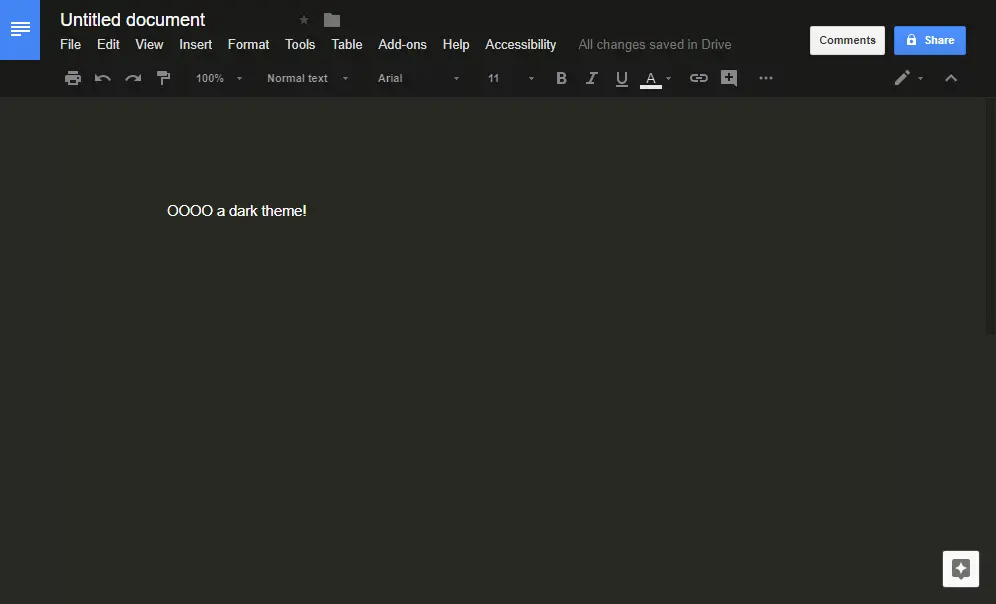 Untitled document
File Edit View Insert Format Tools Table Add-ons Help Accessibility All changes saved in Drive
Comments Share
100% Normal text Arial 11 B I U A
OOOO a dark theme!